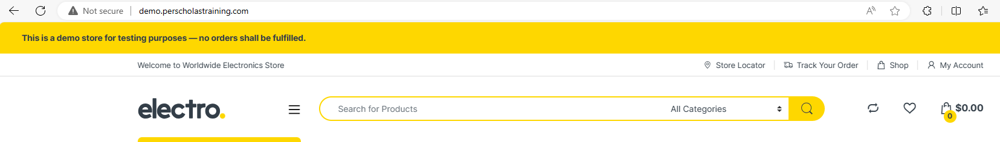 Not secure demo.perscholastraining.com
This is a demo store for testing purposes — no orders shall be fulfilled.
Welcome to Worldwide Electronics Store Store Locator Track Your Order Shop My Account
electro. Search for Products All Categories $0.00
0